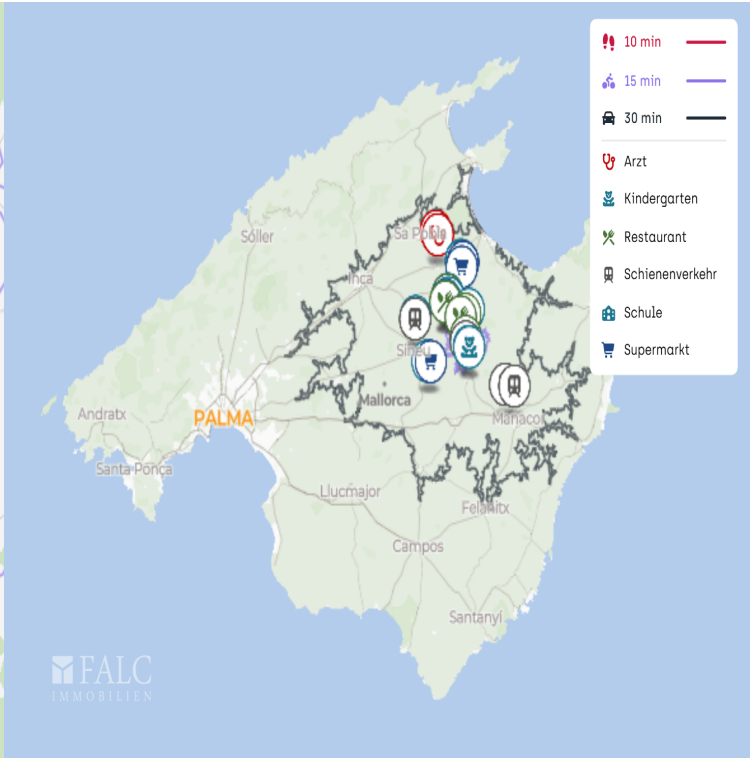 10 min
15 min
30 min
Arzt
Kindergarten
Restaurant
Schienenverkehr
Schule
Supermarkt
Sóller
Inca
Mallorca
Andratx
PALMA
Manacor
Santa Ponça
Llucmajor
Felanitx
Campos
Santanyí
FALC
IMMOBILIEN